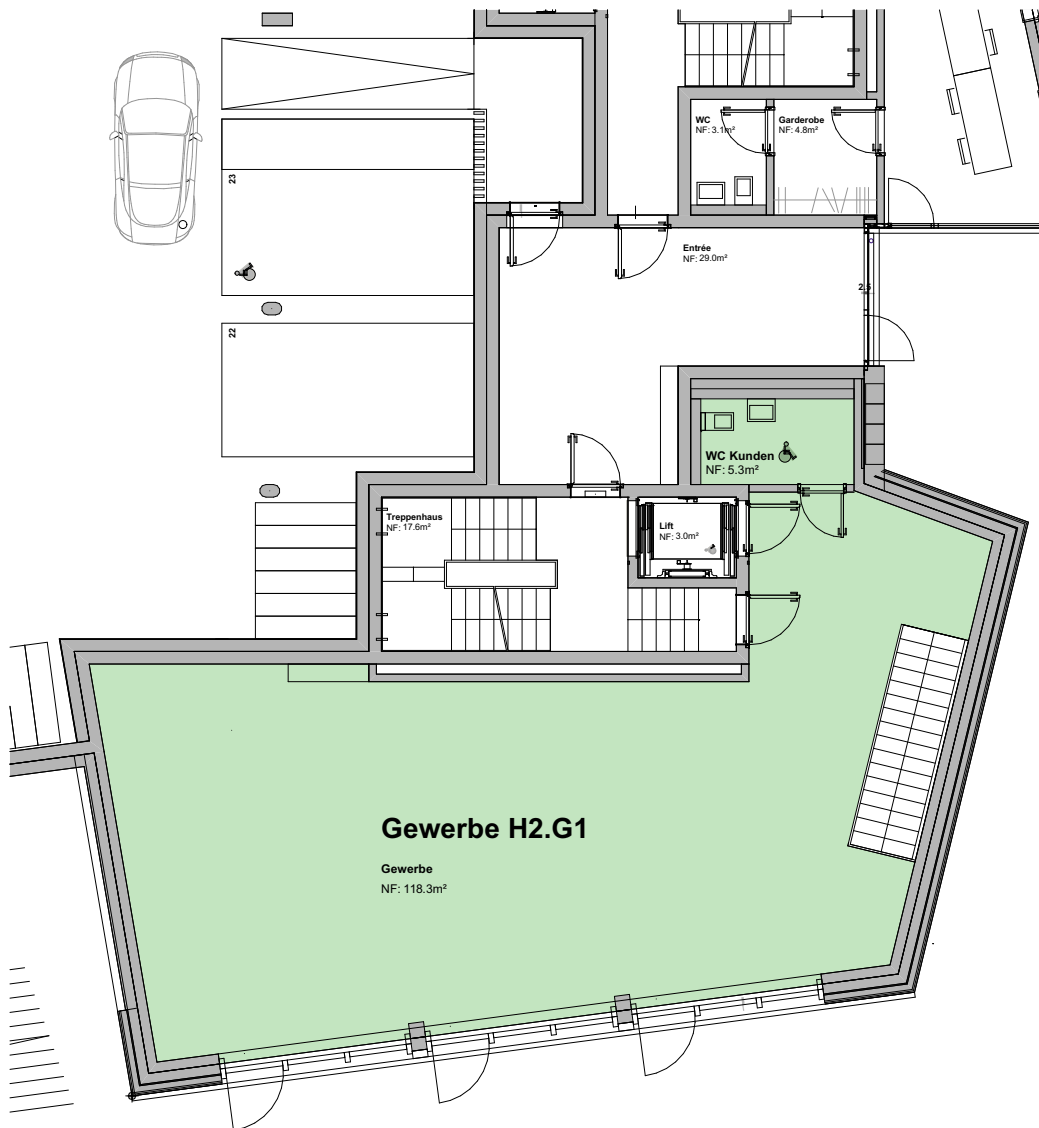 WC
NF: 3.1m²
Garderobe
NF: 4.8m²
23
Entrée
NF: 29.0m²
2.5
22
WC Kunden
NF: 5.3m²
Treppenhaus
NF: 17.6m²
Lift
NF: 3.0m²
Gewerbe H2.G1
Gewerbe
NF: 118.3m²